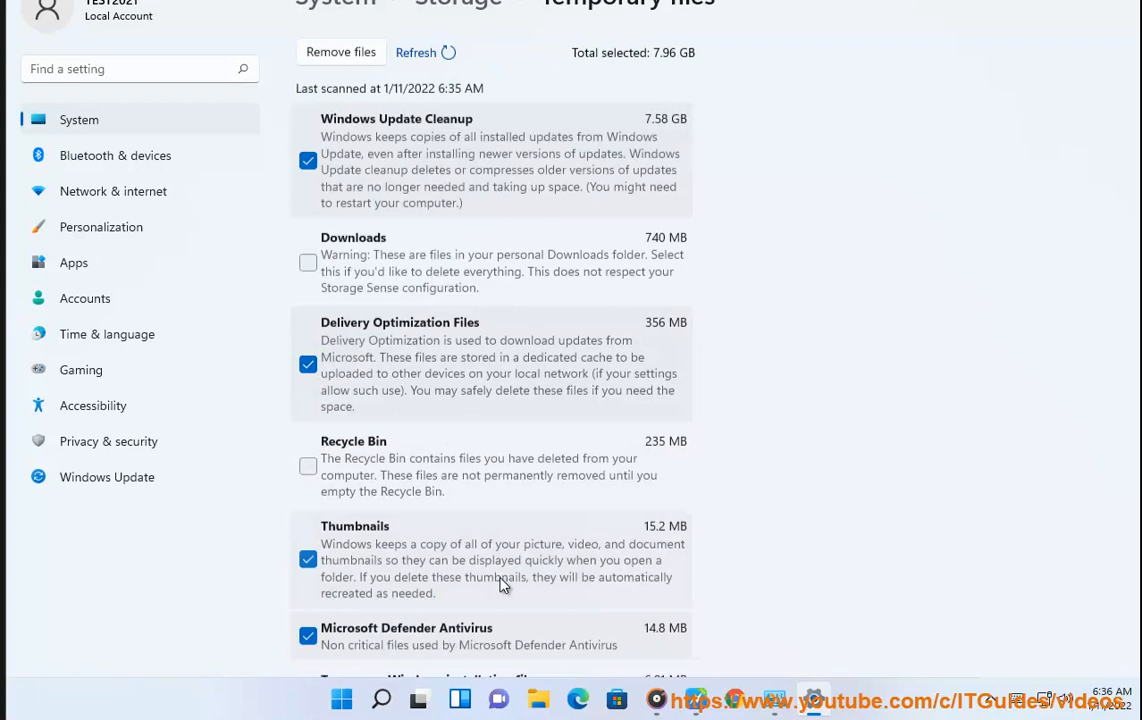 TEST2021
Local Account
System Storage Temporary files
Remove files
Refresh
Total selected: 7.96 GB
Find a setting
Last scanned at 1/11/2022 6:35 AM
System
Bluetooth & devices
Network & internet
Personalization
Apps
Accounts
Time & language
Gaming
Accessibility
Privacy & security
Windows Update
Windows Update Cleanup 7.58 GB
Windows keeps copies of all installed updates from Windows
Update, even after installing newer versions of updates. Windows
Update cleanup deletes or compresses older versions of updates
that are no longer needed and taking up space. (You might need
to restart your computer.)
Downloads 740 MB
Warning: These are files in your personal Downloads folder. Select
this if you'd like to delete everything. This does not respect your
Storage Sense configuration.
Delivery Optimization Files 356 MB
Delivery Optimization is used to download updates from
Microsoft. These files are stored in a dedicated cache to be
uploaded to other devices on your local network (if your settings
allow such use). You may safely delete these files if you need the
space.
Recycle Bin 235 MB
The Recycle Bin contains files you have deleted from your
computer. These files are not permanently removed until you
empty the Recycle Bin.
Thumbnails 15.2 MB
Windows keeps a copy of all of your picture, video, and document
thumbnails so they can be displayed quickly when you open a
folder. If you delete these thumbnails, they will be automatically
recreated as needed.
Microsoft Defender Antivirus 14.8 MB
Non critical files used by Microsoft Defender Antivirus
6:36 AM
https://www.youtube.com/c/ITGuides/videos